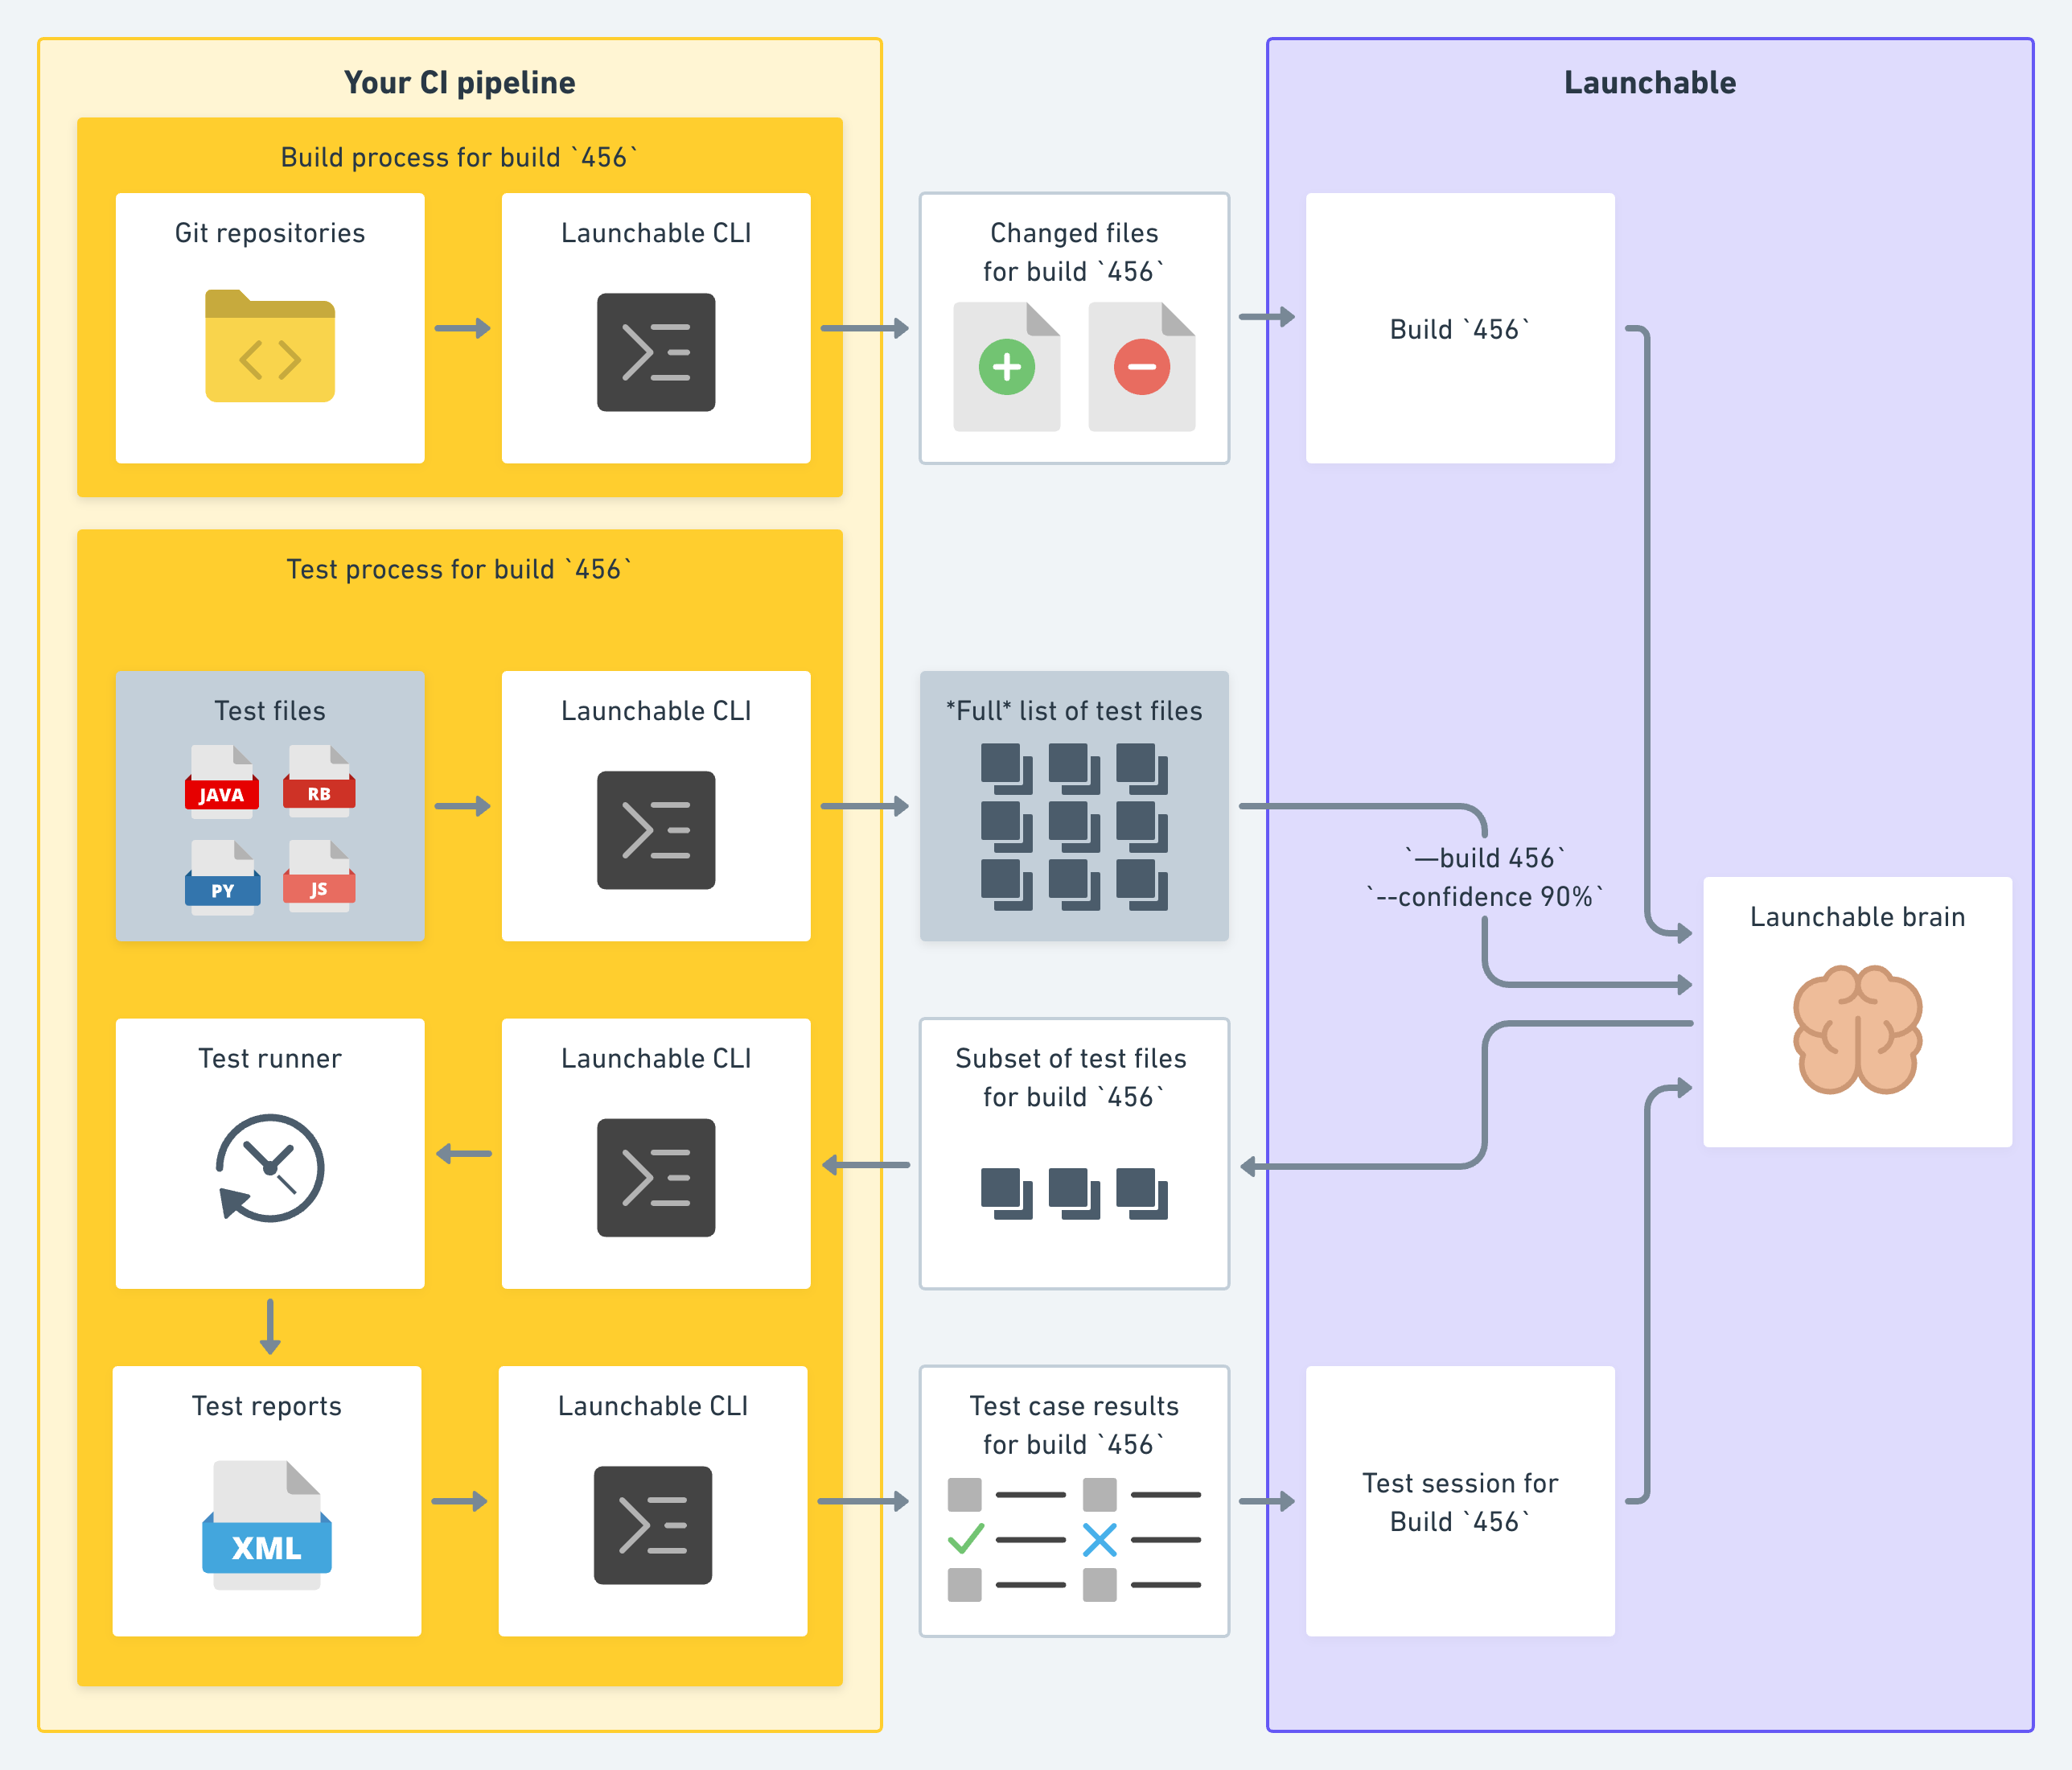 Your CI pipeline
Launchable
Build process for build `456`
Git repositories
Launchable CLI
Changed files
for build `456`
Build `456`
Test process for build `456`
Test files
JAVA
RB
PY
JS
Launchable CLI
*Full* list of test files
`—build 456`
`--confidence 90%`
Launchable brain
Test runner
Launchable CLI
Subset of test files
for build `456`
Test reports
XML
Launchable CLI
Test case results
for build `456`
Test session for
Build `456`